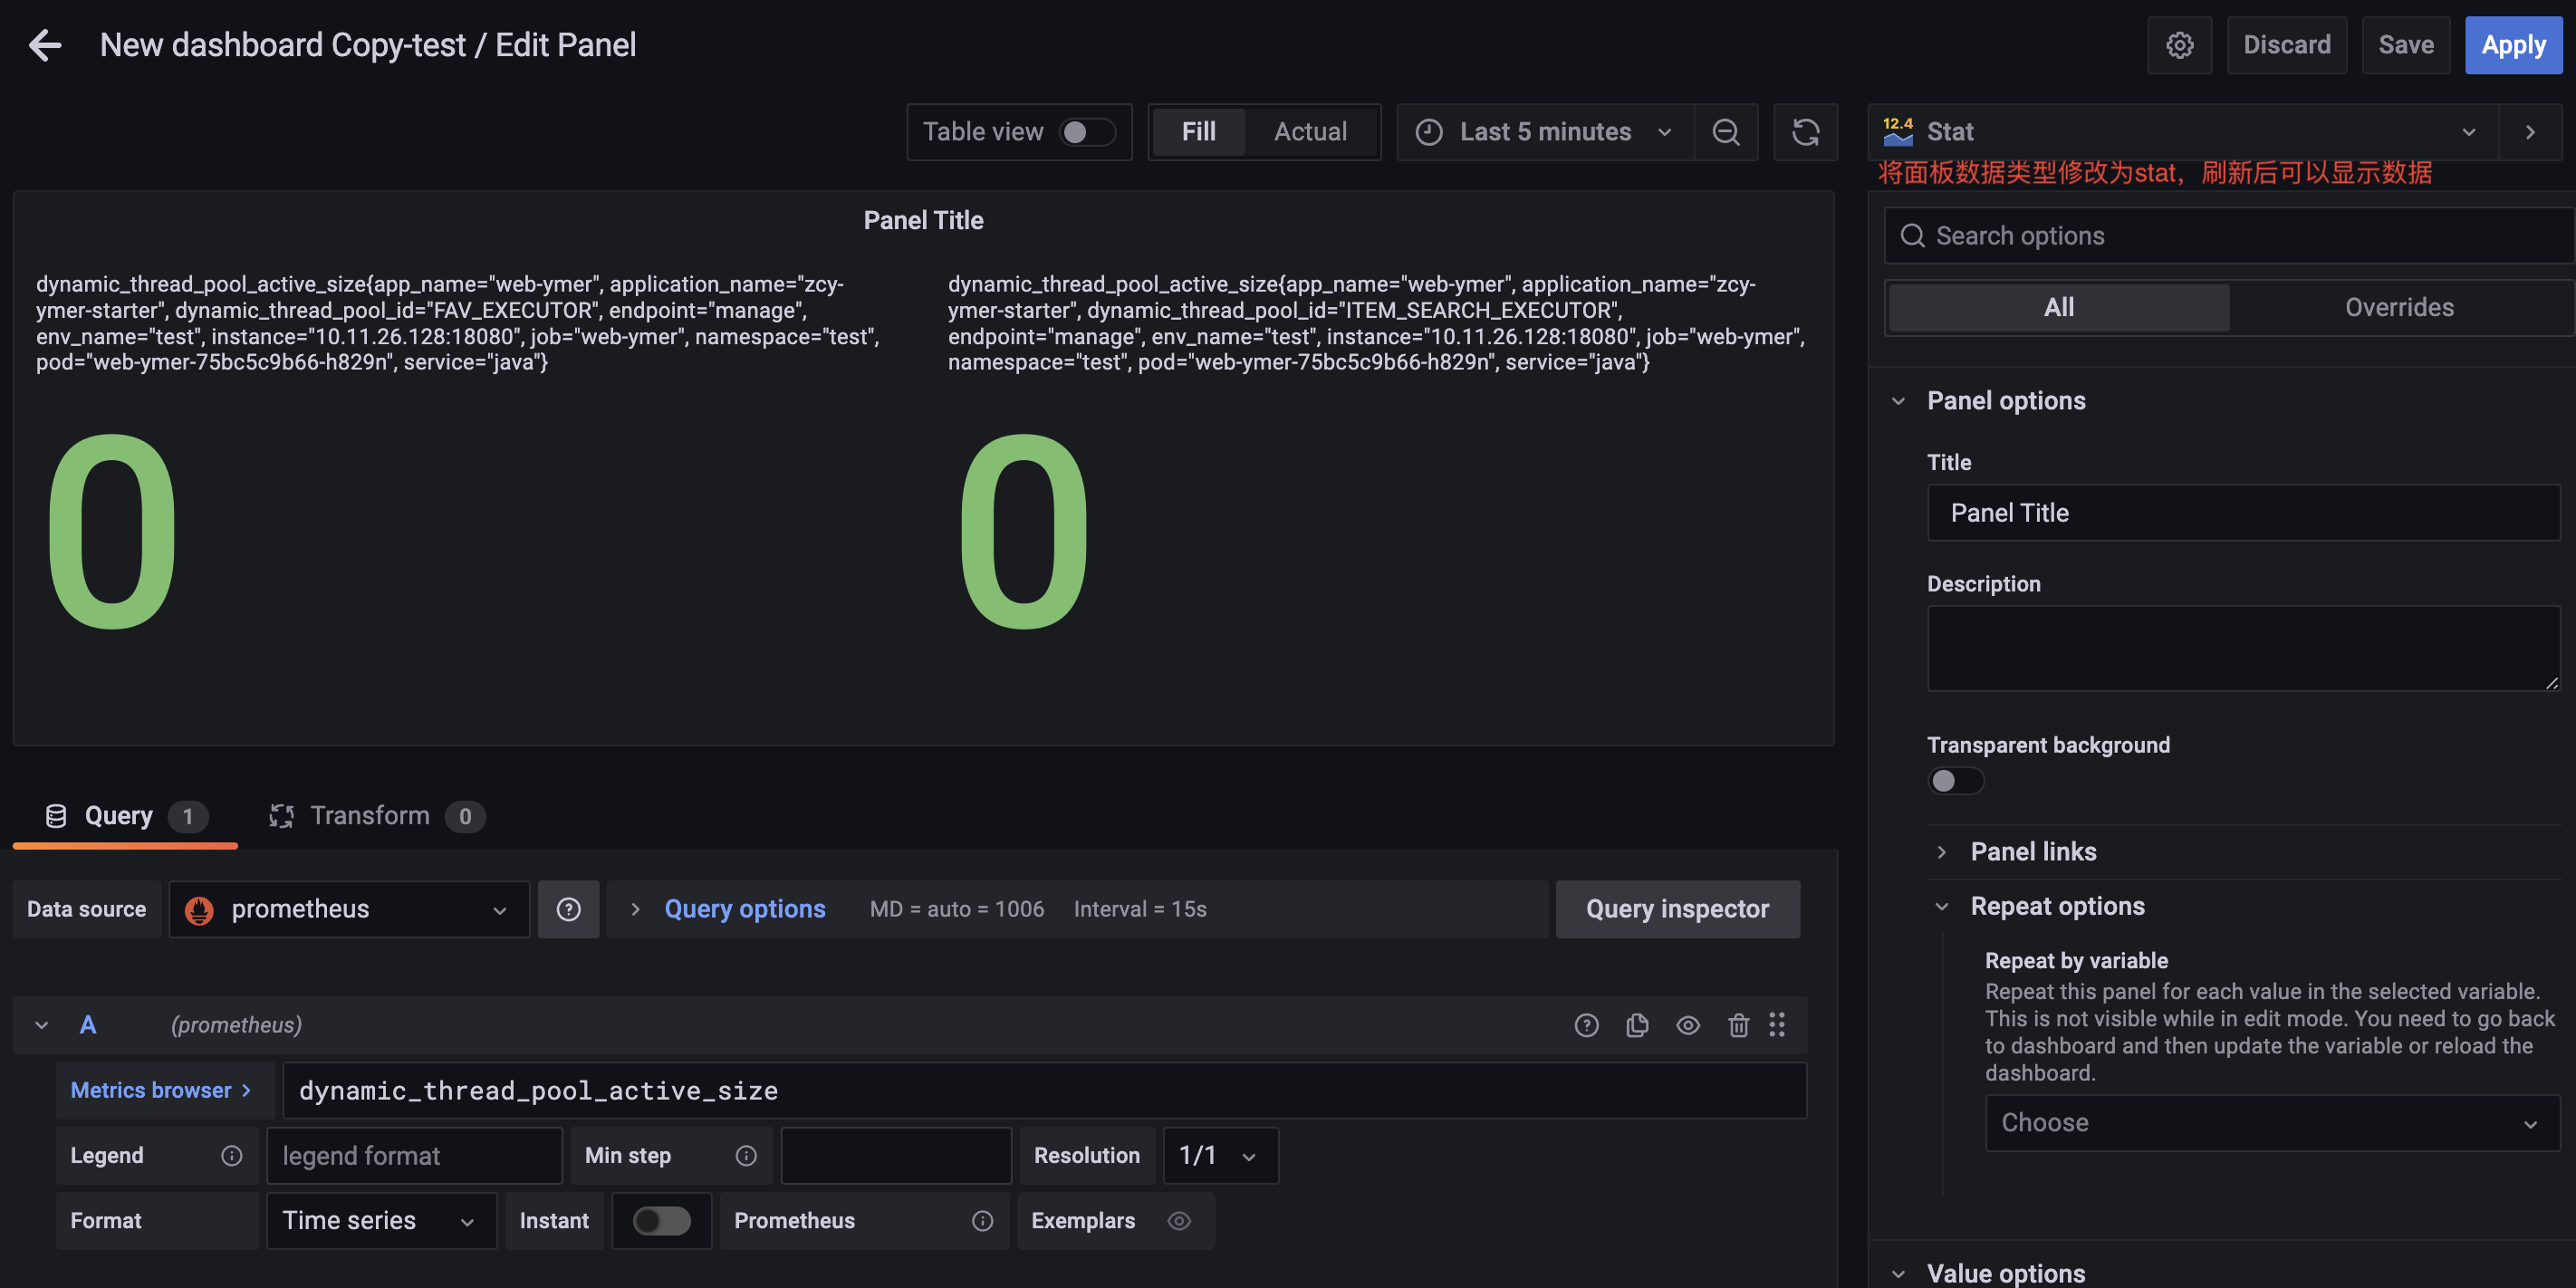 New dashboard Copy-test / Edit Panel
Discard
Save
Apply
Table view
Fill
Actual
Last 5 minutes
12.4
Stat
将面板数据类型修改为stat，刷新后可以显示数据
Panel Title
dynamic_thread_pool_active_size{app_name="web-ymer", application_name="zcy-
ymer-starter", dynamic_thread_pool_id="FAV_EXECUTOR", endpoint="manage",
env_name="test", instance="10.11.26.128:18080", job="web-ymer", namespace="test",
pod="web-ymer-75bc5c9b66-h829n", service="java"}
0
dynamic_thread_pool_active_size{app_name="web-ymer", application_name="zcy-
ymer-starter", dynamic_thread_pool_id="ITEM_SEARCH_EXECUTOR",
endpoint="manage", env_name="test", instance="10.11.26.128:18080", job="web-ymer",
namespace="test", pod="web-ymer-75bc5c9b66-h829n", service="java"}
0
Query 1
Transform 0
Data source
prometheus
Query options
MD = auto = 1006
Interval = 15s
Query inspector
A
(prometheus)
Metrics browser >
dynamic_thread_pool_active_size
Legend
legend format
Min step
Resolution
1/1
Format
Time series
Instant
Prometheus
Exemplars
Search options
All
Overrides
Panel options
Title
Panel Title
Description
Transparent background
Panel links
Repeat options
Repeat by variable
Repeat this panel for each value in the selected variable.
This is not visible while in edit mode. You need to go back
to dashboard and then update the variable or reload the
dashboard.
Choose
Value options